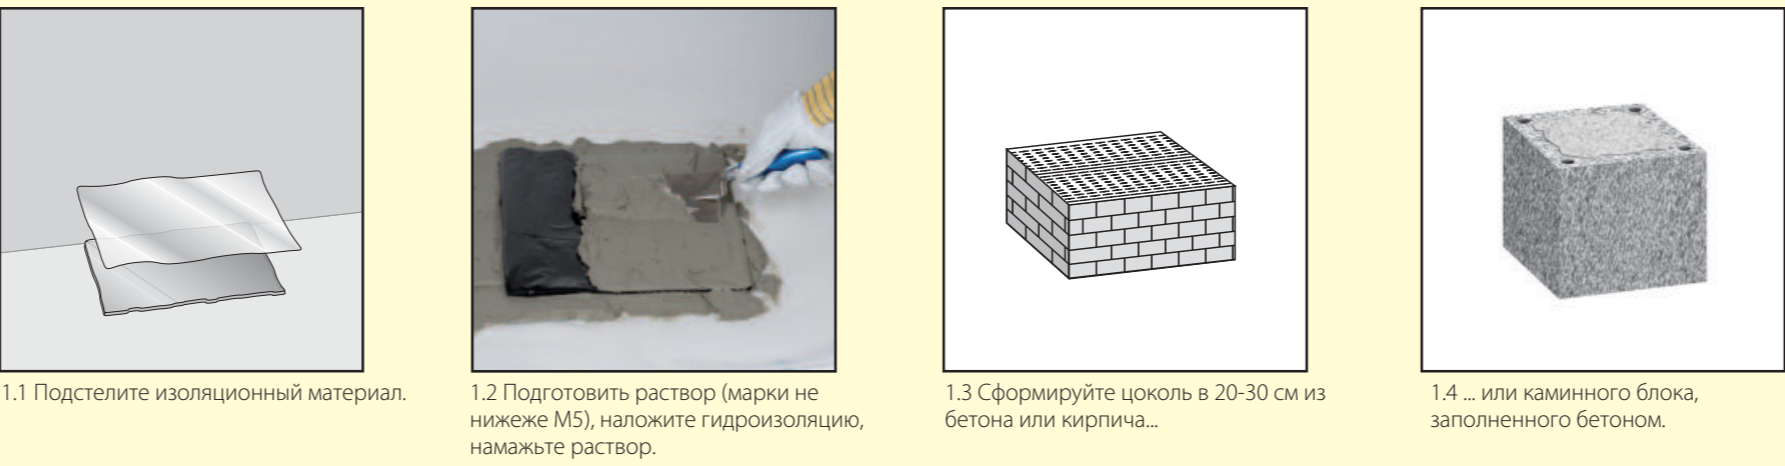 1.1 Подстелите изоляционный материал.
1.2 Подготовить раствор (марки не
нижеже М5), наложите гидроизоляцию,
намажьте раствор.
1.3 Сформируйте цоколь в 20-30 см из
бетона или кирпича...
1.4 ... или каминного блока,
заполненного бетоном.